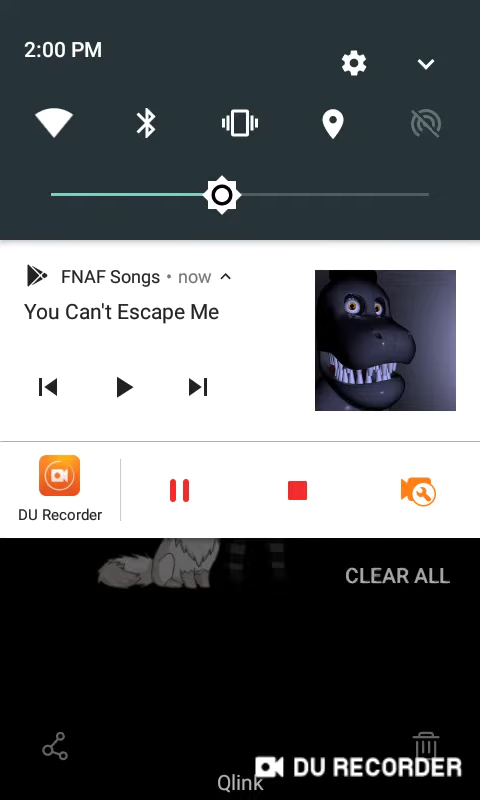 2:00 PM
FNAF Songs • now
You Can't Escape Me
DU Recorder
CLEAR ALL
DU RECORDER
Qlink